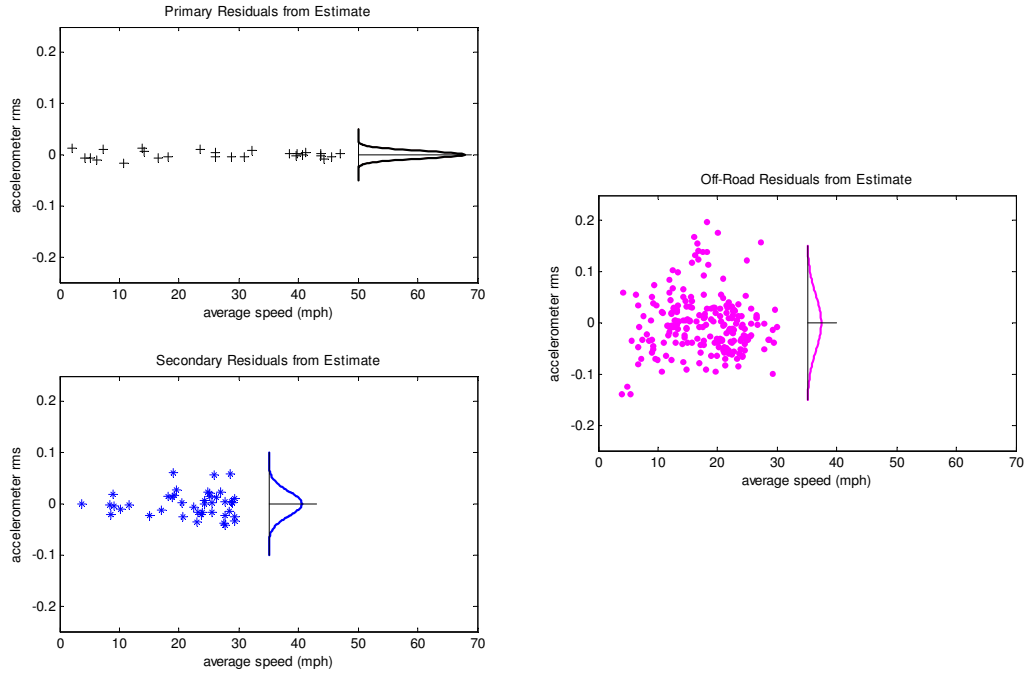 Primary Residuals from Estimate
0.2
0.1
0
-0.1
-0.2
accelerometer rms
0 10 20 30 40 50 60 70
average speed (mph)
Secondary Residuals from Estimate
0.2
0.1
0
-0.1
-0.2
accelerometer rms
0 10 20 30 40 50 60 70
average speed (mph)
Off-Road Residuals from Estimate
0.2
0.1
0
-0.1
-0.2
accelerometer rms
0 10 20 30 40 50 60 70
average speed (mph)